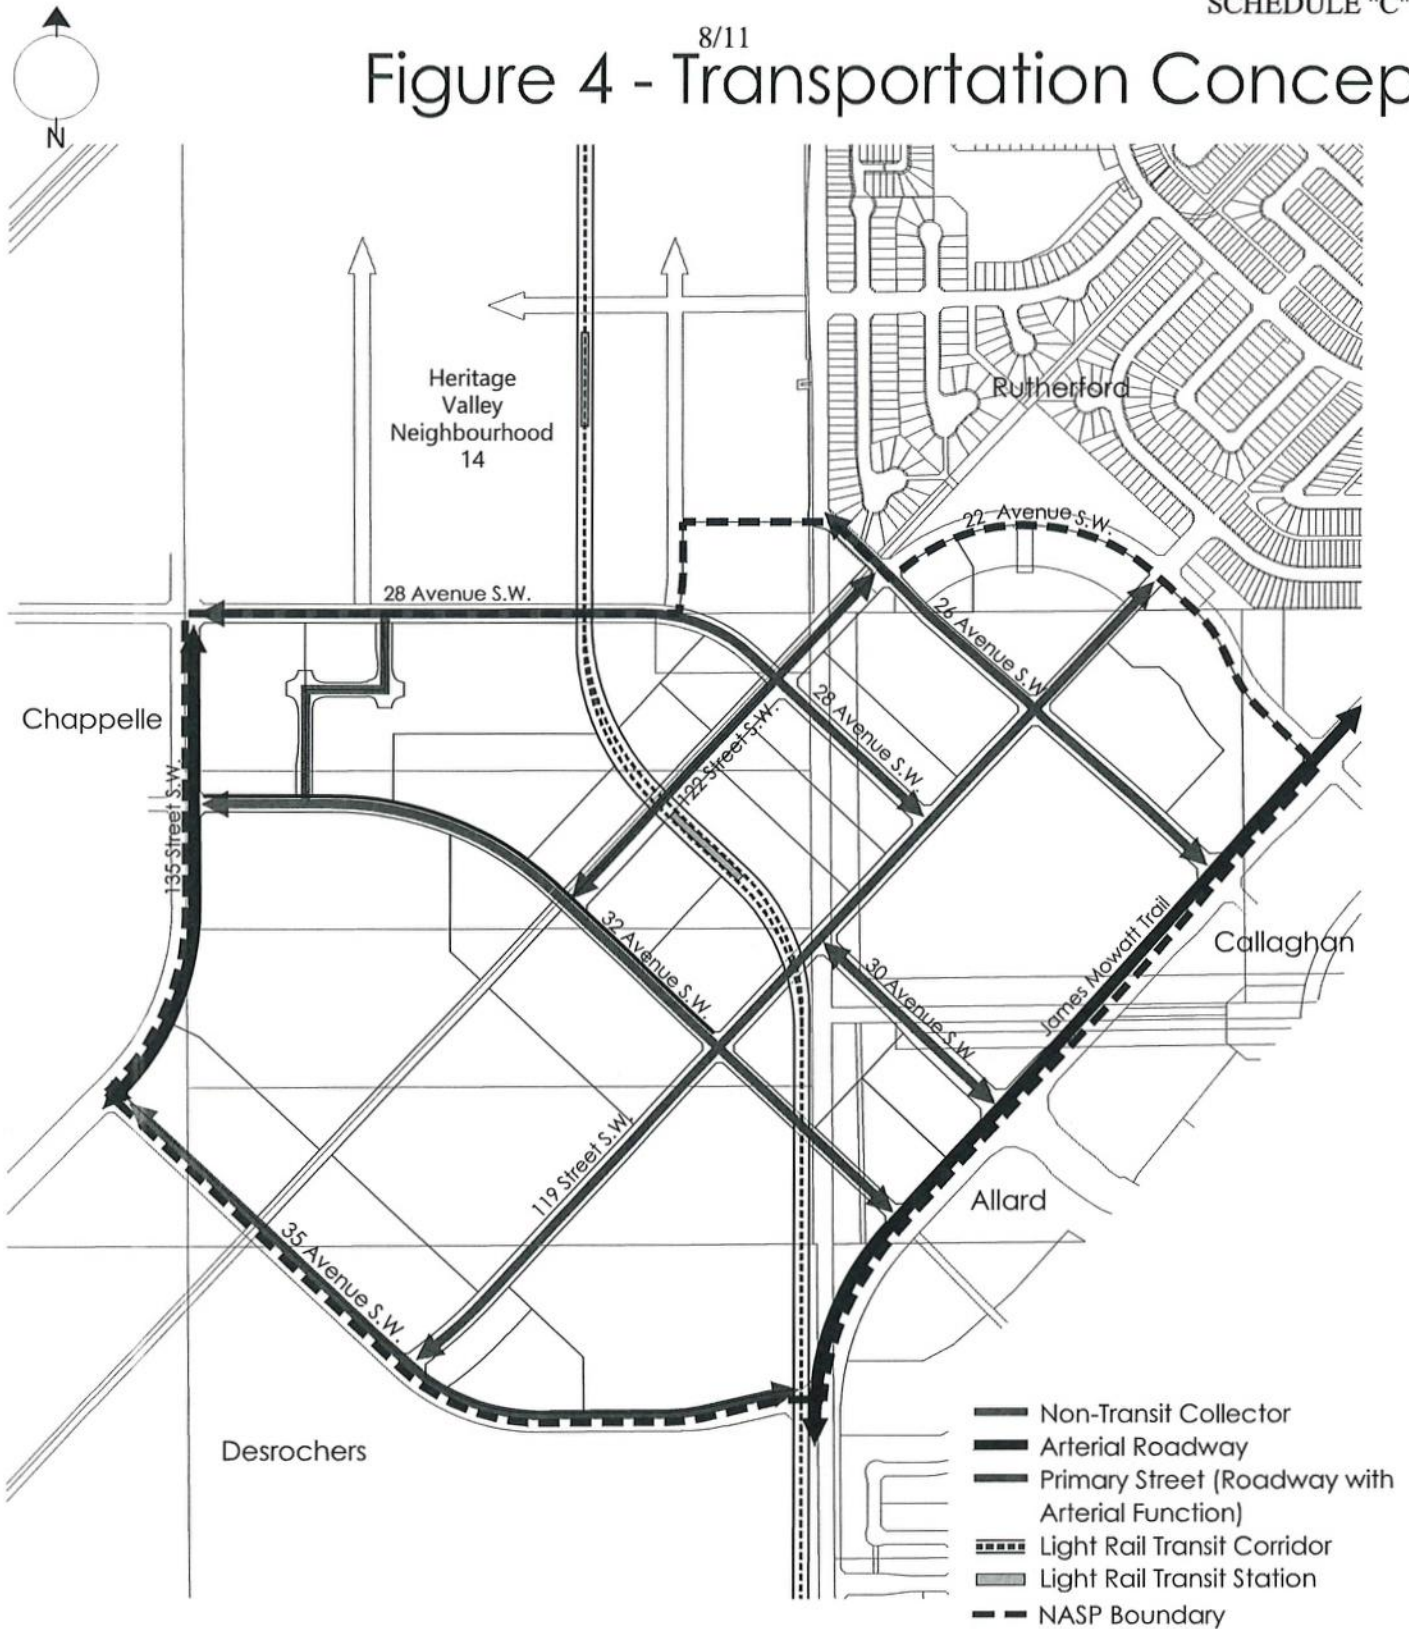 SCHEDULE "C"
8/11
Figure 4 - Transportation Concep
N
Heritage
Valley
Neighbourhood
14
Rutherford
22 Avenue S.W.
28 Avenue S.W.
26 Avenue S.W.
Chappelle
28 Avenue S.W.
122 Street S.W.
135 Street S.W.
32 Avenue S.W.
30 Avenue S.W.
James Mowatt Trail
Callaghan
119 Street S.W.
Allard
35 Avenue S.W.
Desrochers
Non-Transit Collector
Arterial Roadway
Primary Street (Roadway with
Arterial Function)
Light Rail Transit Corridor
Light Rail Transit Station
NASP Boundary